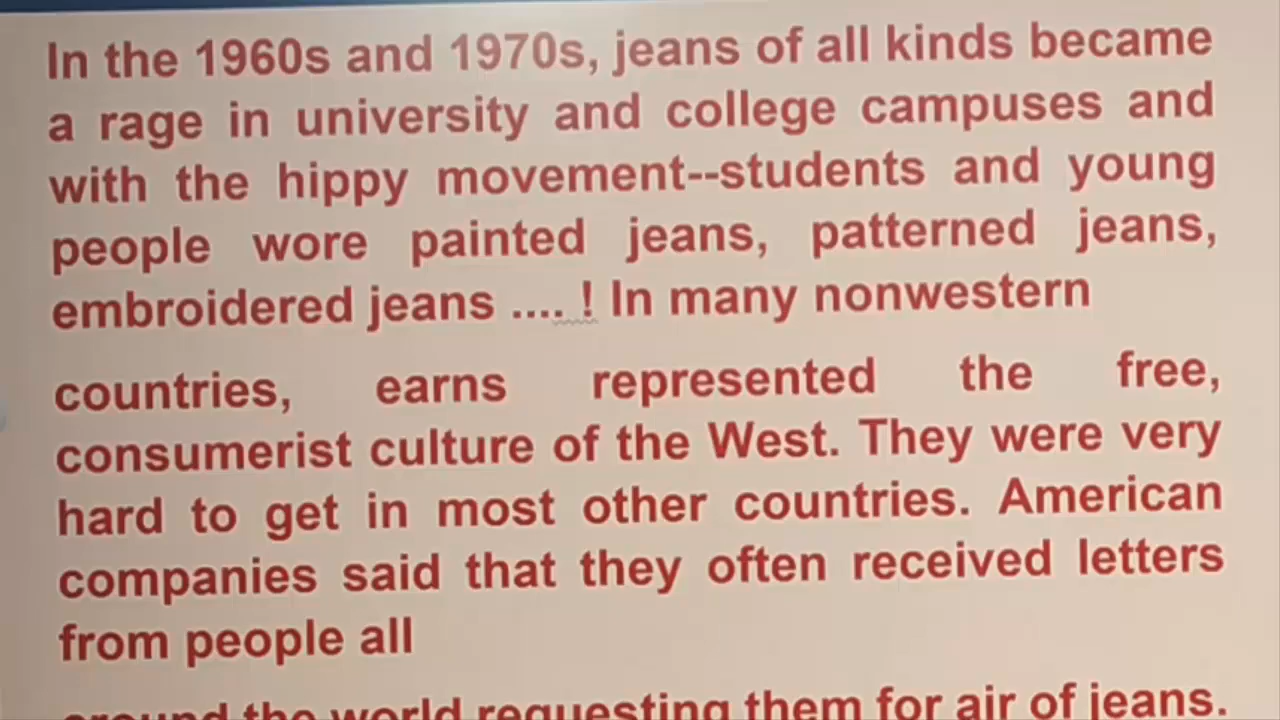 In the 1960s and 1970s, jeans of all kinds became
a rage in university and college campuses and
with the hippy movement--students and young
people wore painted jeans, patterned jeans,
embroidered jeans .... ! In many nonwestern
countries, earns represented the free,
consumerist culture of the West. They were very
hard to get in most other countries. American
companies said that they often received letters
from people all
around the world requesting them for air of jeans.